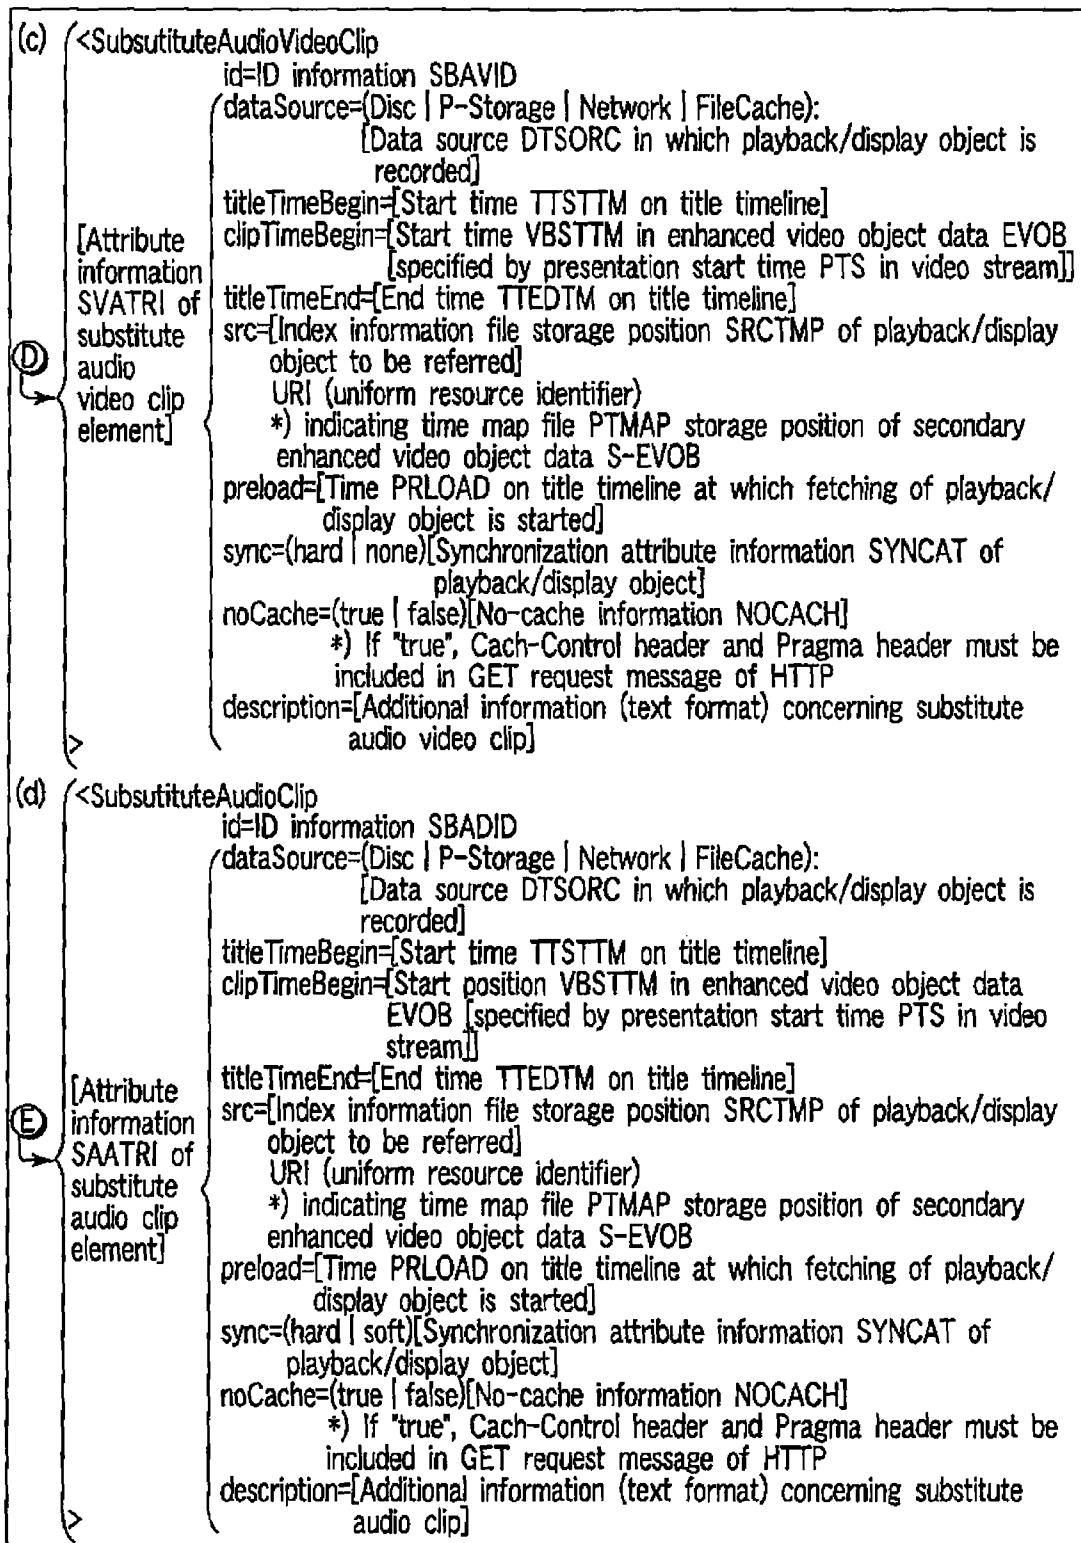 (c) <SubsutituteAudioVideoClip
id=ID information SBAVID
dataSource=(Disc | P-Storage | Network | FileCache):
[Data source DTSORC in which playback/display object is
recorded]
titleTimeBegin=[Start time TTSTTM on title timeline]
clipTimeBegin=[Start time VBSTTM in enhanced video object data EVOB
[specified by presentation start time PTS in video stream]]
titleTimeEnd=[End time TTEDTM on title timeline]
src=[Index information file storage position SRCTMP of playback/display
object to be referred]
URI (uniform resource identifier)
*) indicating time map file PTMAP storage position of secondary
enhanced video object data S-EVOB
preload=[Time PRLOAD on title timeline at which fetching of playback/
display object is started]
sync=(hard | none)[Synchronization attribute information SYNCAT of
playback/display object]
noCache=(true | false)[No-cache information NOCACH]
*) If "true", Cach-Control header and Pragma header must be
included in GET request message of HTTP
description=[Additional information (text format) concerning substitute
audio video clip]
>
[Attribute
information
SVATRI of
substitute
audio
video clip
element]
D
(d) <SubsutituteAudioClip
id=ID information SBADID
dataSource=(Disc | P-Storage | Network | FileCache):
[Data source DTSORC in which playback/display object is
recorded]
titleTimeBegin=[Start time TTSTTM on title timeline]
clipTimeBegin=[Start position VBSTTM in enhanced video object data
EVOB [specified by presentation start time PTS in video
stream]]
titleTimeEnd=[End time TTEDTM on title timeline]
src=[Index information file storage position SRCTMP of playback/display
object to be referred]
URI (uniform resource identifier)
*) indicating time map file PTMAP storage position of secondary
enhanced video object data S-EVOB
preload=[Time PRLOAD on title timeline at which fetching of playback/
display object is started]
sync=(hard | soft)[Synchronization attribute information SYNCAT of
playback/display object]
noCache=(true | false)[No-cache information NOCACH]
*) If "true", Cach-Control header and Pragma header must be
included in GET request message of HTTP
description=[Additional information (text format) concerning substitute
audio clip]
>
[Attribute
information
SAATRI of
substitute
audio clip
element]
E